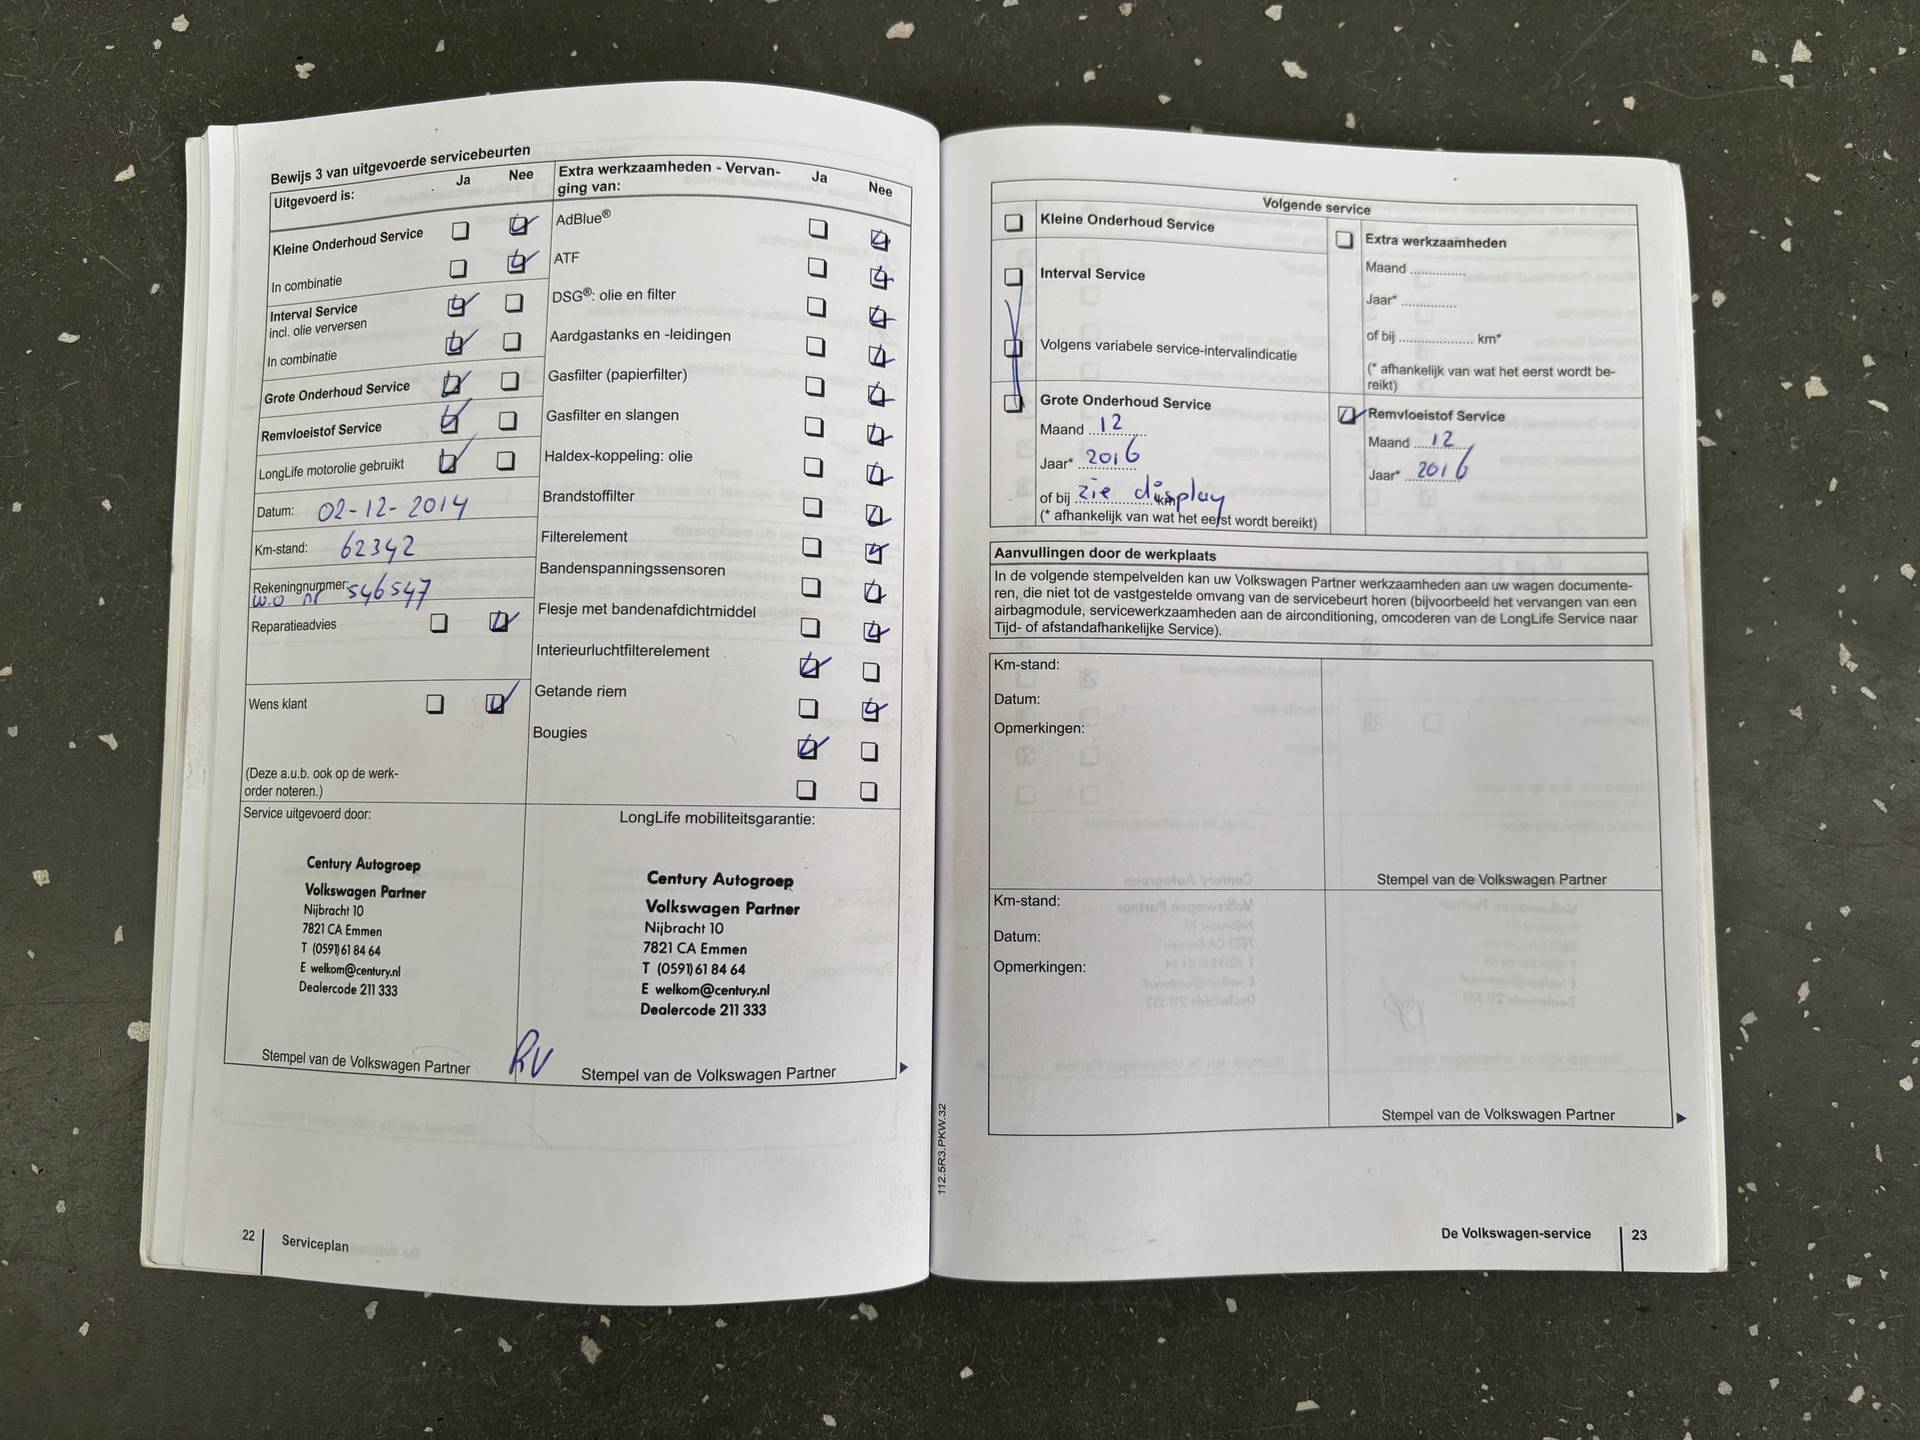 Bewijs 3 van uitgevoerde servicebeurten
Uitgevoerd is: Ja Nee
Kleine Onderhoud Service
In combinatie
Interval Service
incl. olie verversen
In combinatie
Grote Onderhoud Service
Remvloeistof Service
LongLife motorolie gebruikt
Datum: 02-12-2014
Km-stand: 62342
Rekeningnummer: 546547
w.o nr
Reparatieadvies
Wens klant
(Deze a.u.b. ook op de werk-
order noteren.)
Extra werkzaamheden - Vervan-
ging van: Ja Nee
AdBlue®
ATF
DSG®: olie en filter
Aardgastanks en -leidingen
Gasfilter (papierfilter)
Gasfilter en slangen
Haldex-koppeling: olie
Brandstoffilter
Filterelement
Bandenspanningssensoren
Flesje met bandenafdichtmiddel
Interieurluchtfilterelement
Getande riem
Bougies
Service uitgevoerd door:
Century Autogroep
Volkswagen Partner
Nijbracht 10
7821 CA Emmen
T (0591) 61 84 64
E welkom@century.nl
Dealercode 211 333
Stempel van de Volkswagen Partner
RV
LongLife mobiliteitsgarantie:
Century Autogroep
Volkswagen Partner
Nijbracht 10
7821 CA Emmen
T (0591) 61 84 64
E welkom@century.nl
Dealercode 211 333
Stempel van de Volkswagen Partner
22 Serviceplan
112.5R3.PKW.32
Volgende service
Kleine Onderhoud Service
Interval Service
Volgens variabele service-intervalindicatie
Grote Onderhoud Service
Maand 12
Jaar* 2016
of bij zie display km
(* afhankelijk van wat het eerst wordt bereikt)
Extra werkzaamheden
Maand ..............
Jaar* ..............
of bij ................... km*
(* afhankelijk van wat het eerst wordt be-
reikt)
Remvloeistof Service
Maand 12
Jaar* 2016
Aanvullingen door de werkplaats
In de volgende stempelvelden kan uw Volkswagen Partner werkzaamheden aan uw wagen documente-
ren, die niet tot de vastgestelde omvang van de servicebeurt horen (bijvoorbeeld het vervangen van een
airbagmodule, servicewerkzaamheden aan de airconditioning, omcoderen van de LongLife Service naar
Tijd- of afstandafhankelijke Service).
Km-stand:
Datum:
Opmerkingen:
Stempel van de Volkswagen Partner
Km-stand:
Datum:
Opmerkingen:
Stempel van de Volkswagen Partner
De Volkswagen-service 23